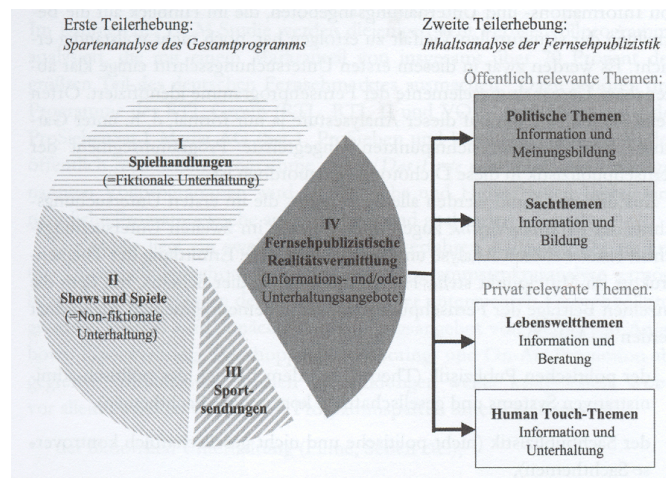 Erste Teilerhebung:
Spartenanalyse des Gesamtprogramms
I
Spielhandlungen
(=Fiktionale Unterhaltung)
II
Shows und Spiele
(=Non-fiktionale
Unterhaltung)
III
Sport-
sendungen
IV
Fernsehpublizistische
Realitätsvermittlung
(Informations- und/oder
Unterhaltungsangebote)
Zweite Teilerhebung:
Inhaltsanalyse der Fernsehpublizistik
Öffentlich relevante Themen:
Politische Themen
Information und
Meinungsbildung
Sachthemen
Information und
Bildung
Privat relevante Themen:
Lebensweltthemen
Information und
Beratung
Human Touch-Themen
Information und
Unterhaltung